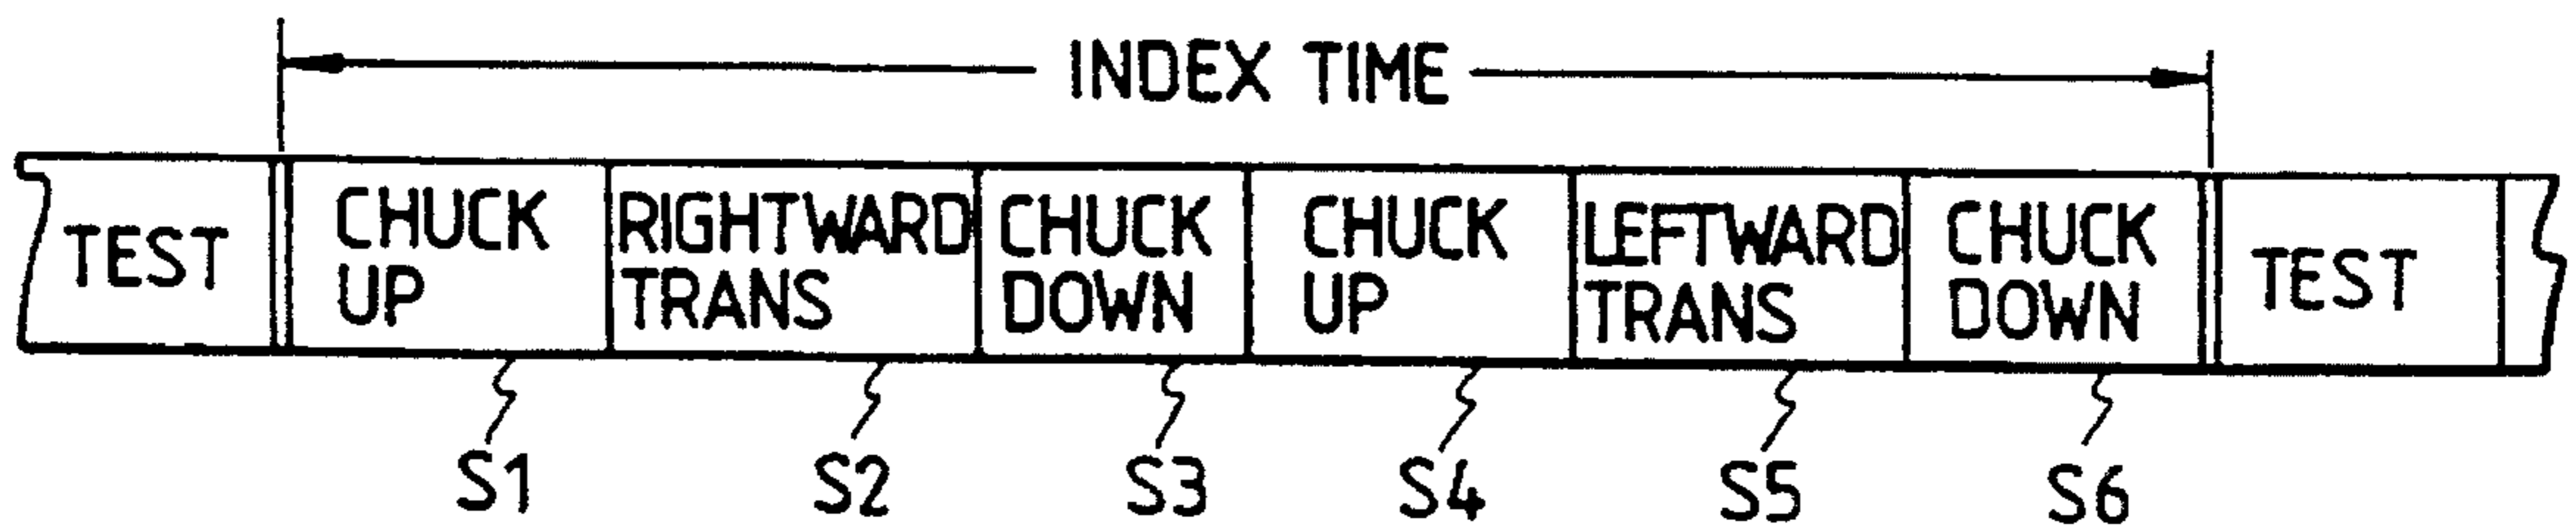 INDEX TIME
TEST
CHUCK
UP
RIGHTWARD
TRANS
CHUCK
DOWN
CHUCK
UP
LEFTWARD
TRANS
CHUCK
DOWN
TEST
S1
S2
S3
S4
S5
S6